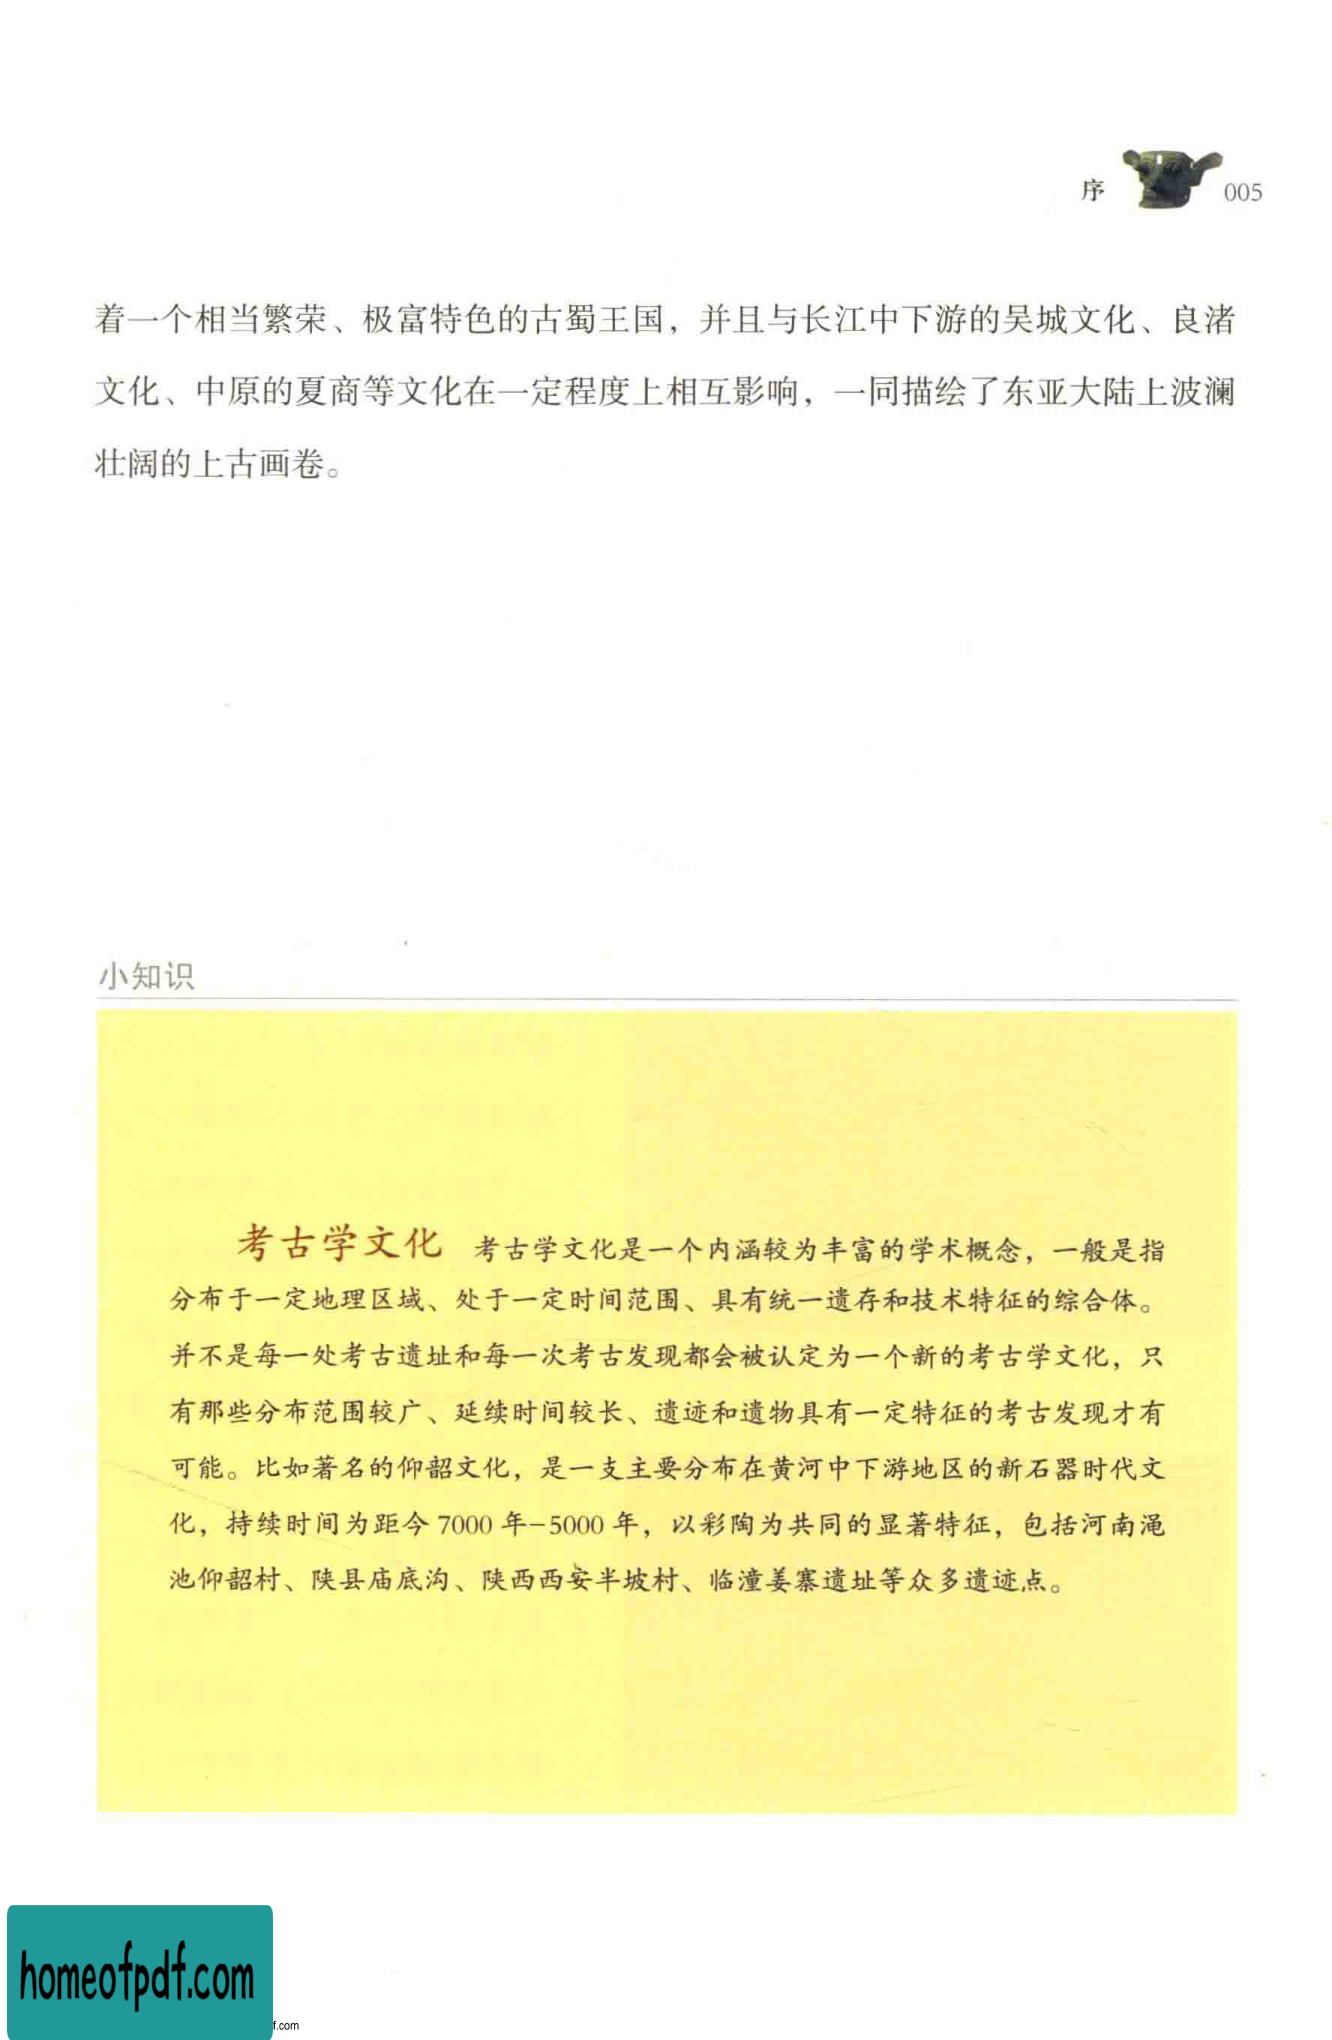 序 005
着一个相当繁荣、极富特色的古蜀王国，并且与长江中下游的吴城文化、良渚
文化、中原的夏商等文化在一定程度上相互影响，一同描绘了东亚大陆上波澜
壮阔的上古画卷。
小知识
考古学文化 考古学文化是一个内涵较为丰富的学术概念，一般是指
分布于一定地理区域、处于一定时间范围、具有统一遗存和技术特征的综合体。
并不是每一处考古遗址和每一次考古发现都会被认定为一个新的考古学文化，只
有那些分布范围较广、延续时间较长、遗迹和遗物具有一定特征的考古发现才有
可能。比如著名的仰韶文化，是一支主要分布在黄河中下游地区的新石器时代文
化，持续时间为距今 7000 年－5000 年，以彩陶为共同的显著特征，包括河南渑
池仰韶村、陕县庙底沟、陕西西安半坡村、临潼姜寨遗址等众多遗迹点。
homeofpdf.com
f.com